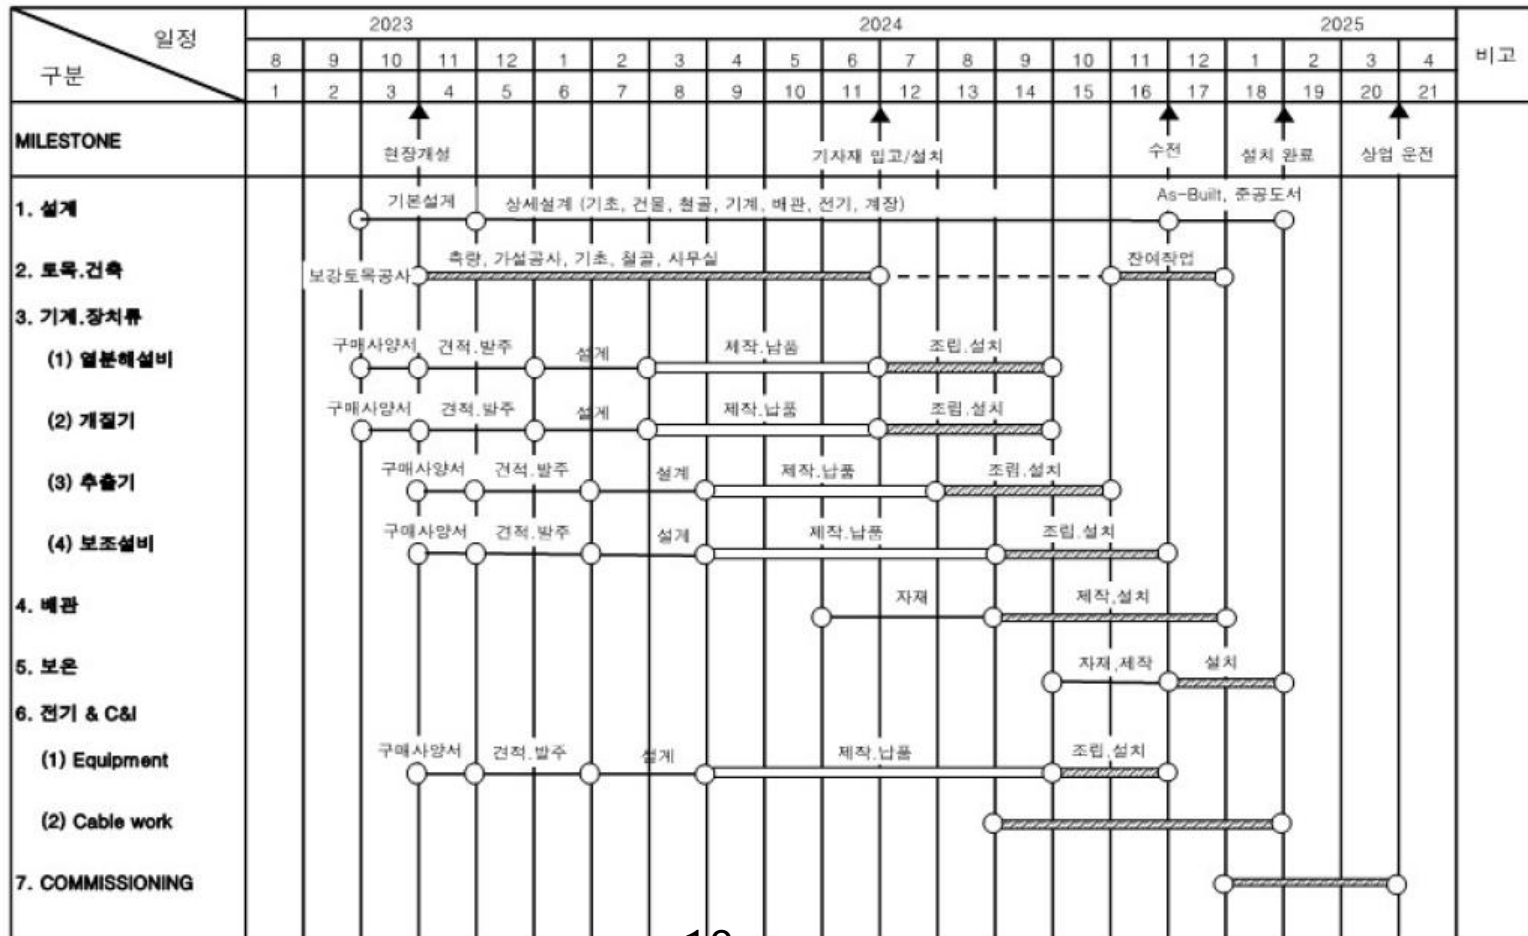 일정
구분
2023 2024 2025 비고
8 9 10 11 12 1 2 3 4 5 6 7 8 9 10 11 12 1 2 3 4
1 2 3 4 5 6 7 8 9 10 11 12 13 14 15 16 17 18 19 20 21
MILESTONE 현장개설 기자재 입고/설치 수전 설치 완료 상업 운전
1. 설계 기본설계 상세설계 (기초, 건물, 철골, 기계, 배관, 전기, 계장) As-Built, 준공도서
2. 토목.건축 보강토목공사 측량, 가설공사, 기초, 철골, 사무실 잔여작업
3. 기계.장치류
(1) 열분해설비 구매사양서 견적.발주 설계 제작.납품 조립.설치
(2) 개질기 구매사양서 견적.발주 설계 제작.납품 조립.설치
(3) 추출기 구매사양서 견적.발주 설계 제작.납품 조립.설치
(4) 보조설비 구매사양서 견적.발주 설계 제작.납품 조립.설치
4. 배관 자재 제작.설치
5. 보온 자재.제작 설치
6. 전기 & C&I
(1) Equipment 구매사양서 견적.발주 설계 제작.납품 조립.설치
(2) Cable work
7. COMMISSIONING